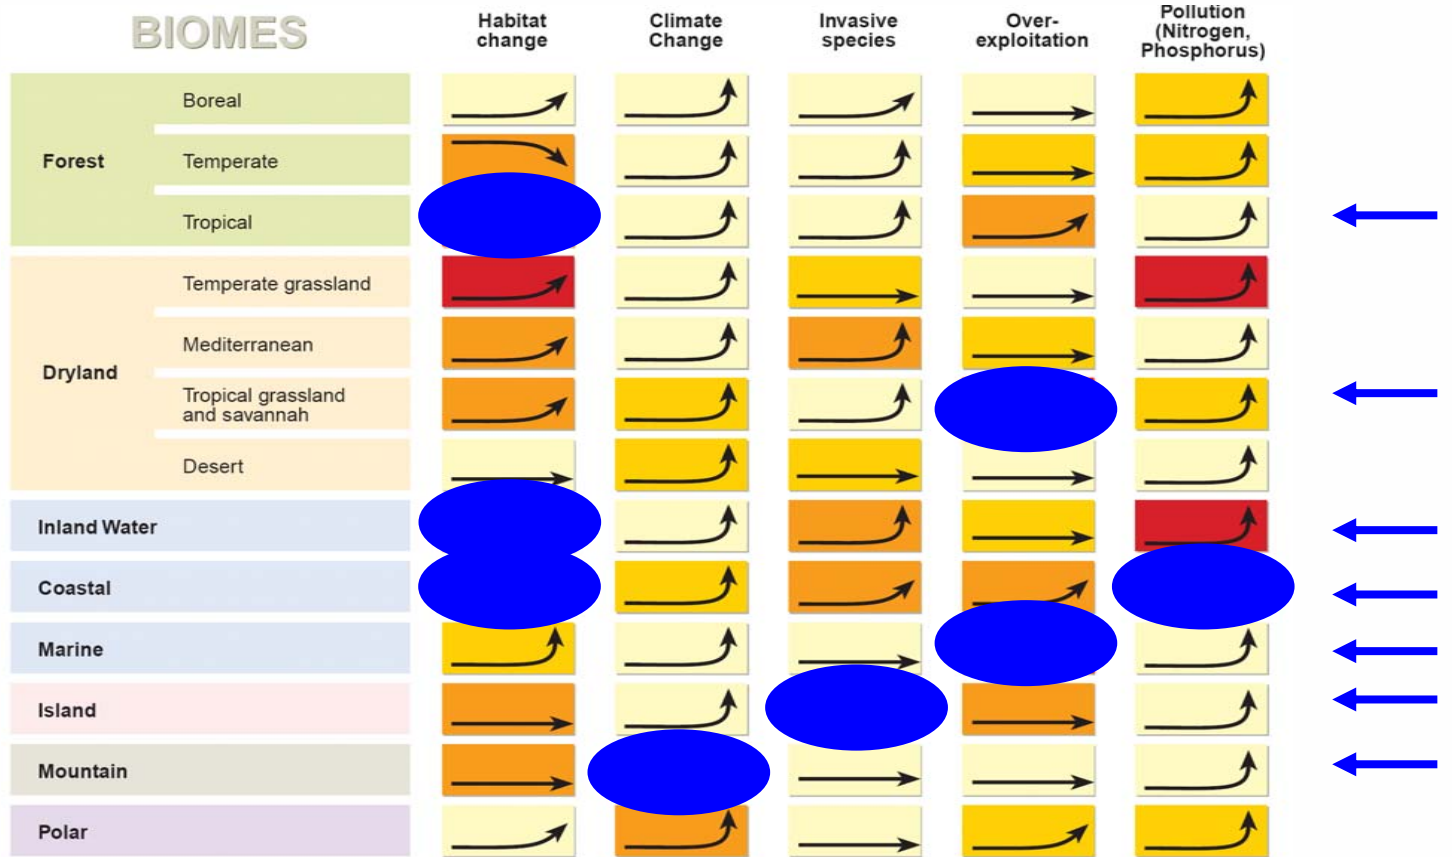 BIOMES
Habitat
change
Climate
Change
Invasive
species
Over-
exploitation
Pollution
(Nitrogen,
Phosphorus)
Forest
Boreal
Temperate
Tropical
Dryland
Temperate grassland
Mediterranean
Tropical grassland
and savannah
Desert
Inland Water
Coastal
Marine
Island
Mountain
Polar